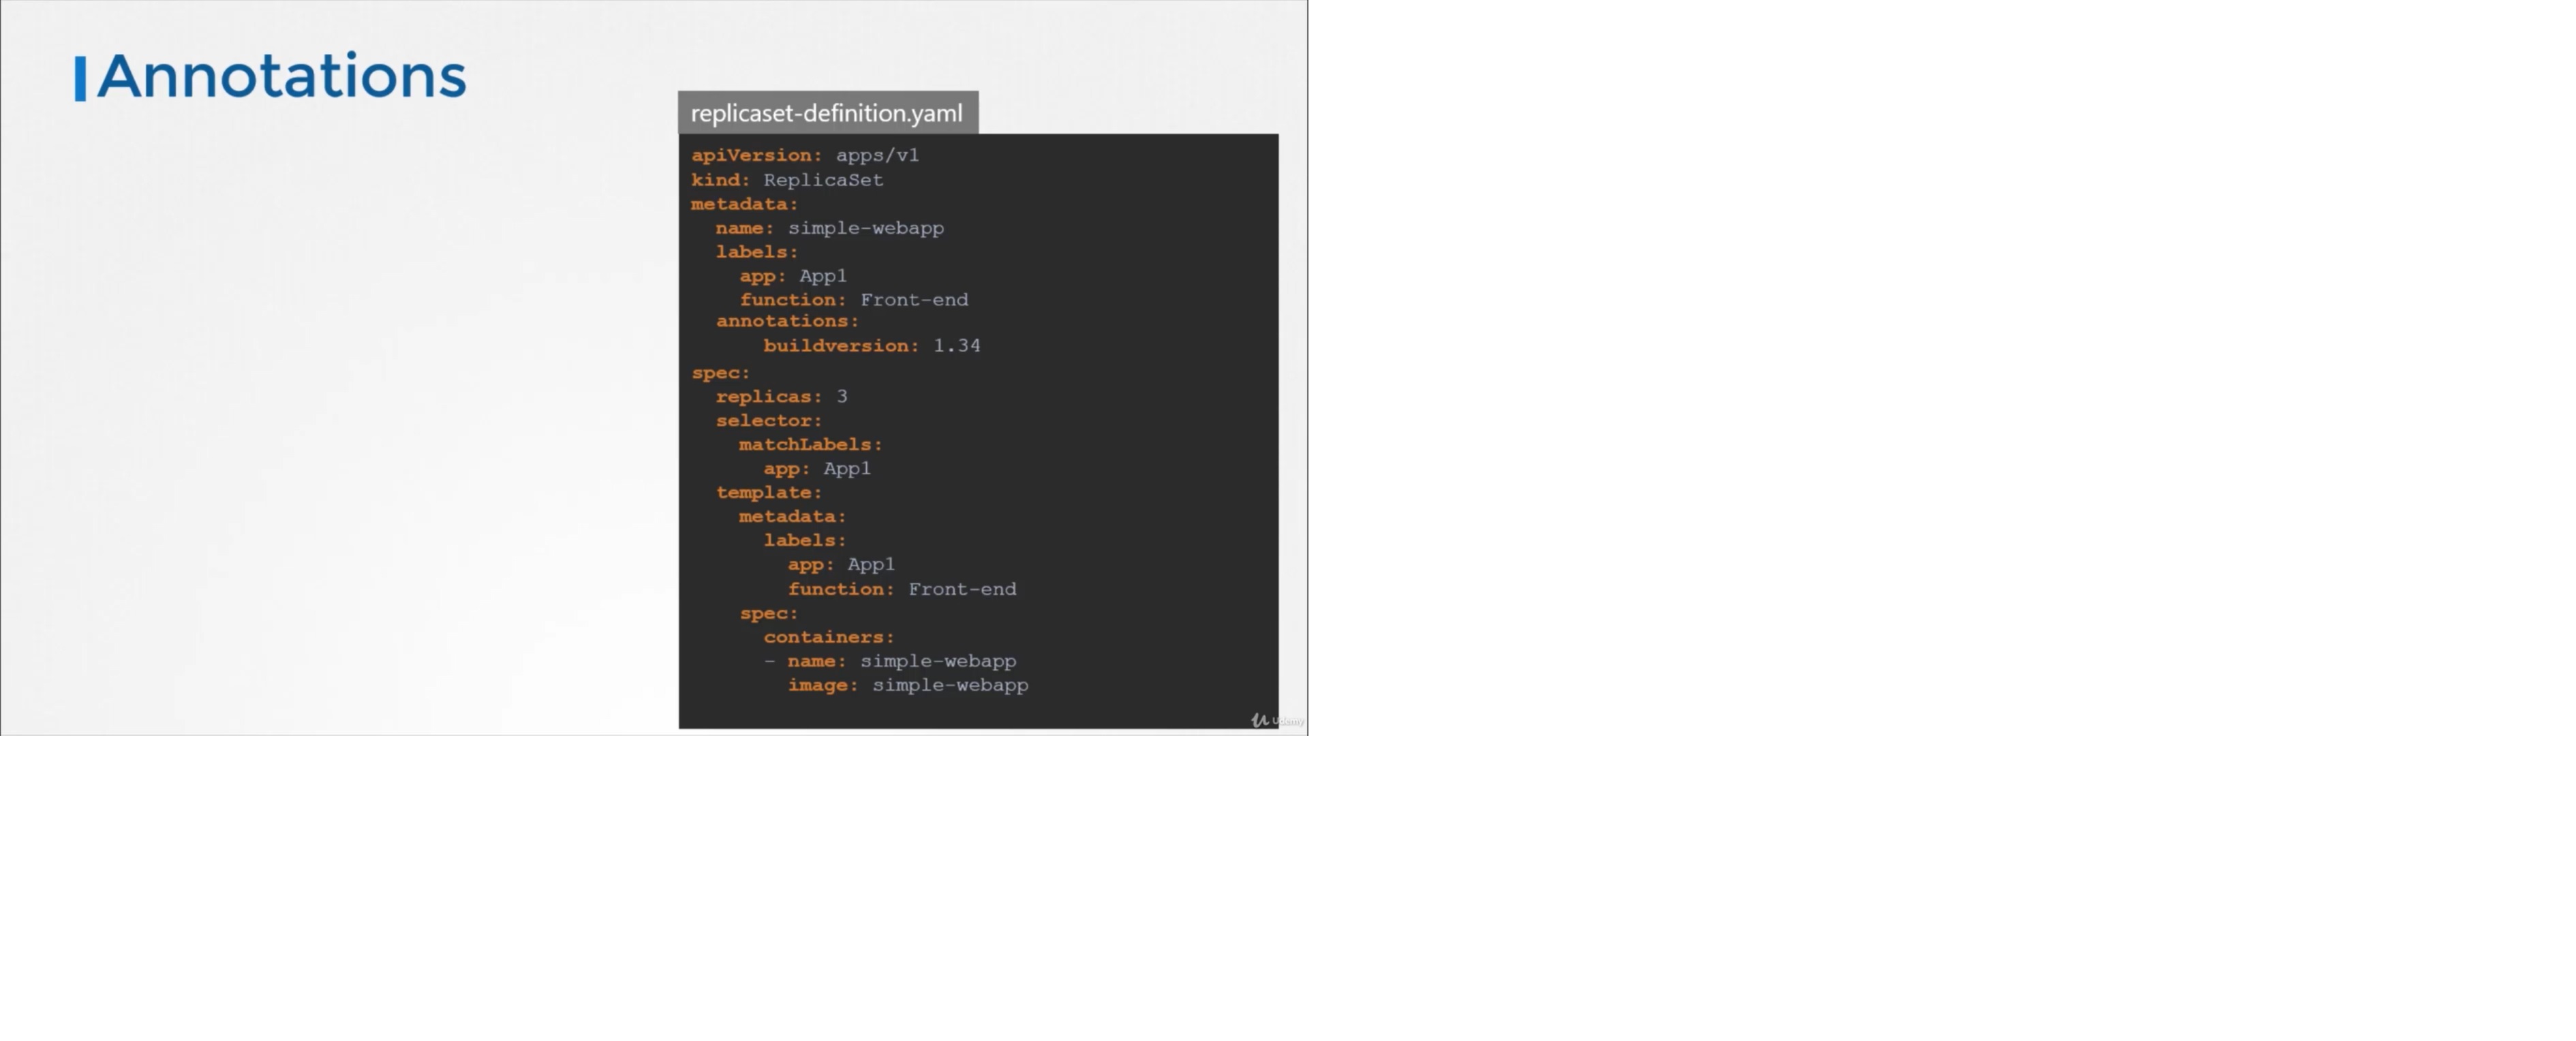 Annotations
replicaset-definition.yaml
apiVersion: apps/v1
kind: ReplicaSet
metadata:
  name: simple-webapp
  labels:
    app: App1
    function: Front-end
  annotations:
      buildversion: 1.34
spec:
  replicas: 3
  selector:
    matchLabels:
      app: App1
  template:
    metadata:
      labels:
        app: App1
        function: Front-end
    spec:
      containers:
      - name: simple-webapp
        image: simple-webapp
Udemy